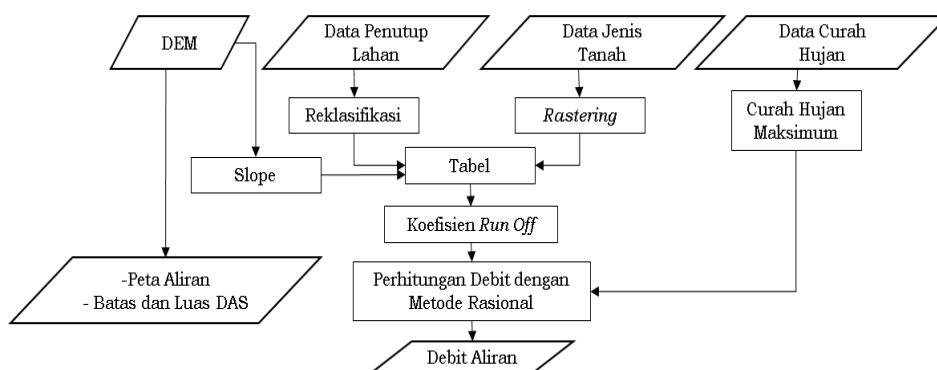 DEM
Data Penutup
Lahan
Data Jenis
Tanah
Data Curah
Hujan
Reklasifikasi
Rastering
Curah Hujan
Maksimum
Slope
Tabel
Koefisien Run Off
-Peta Aliran
- Batas dan Luas DAS
Perhitungan Debit dengan
Metode Rasional
Debit Aliran